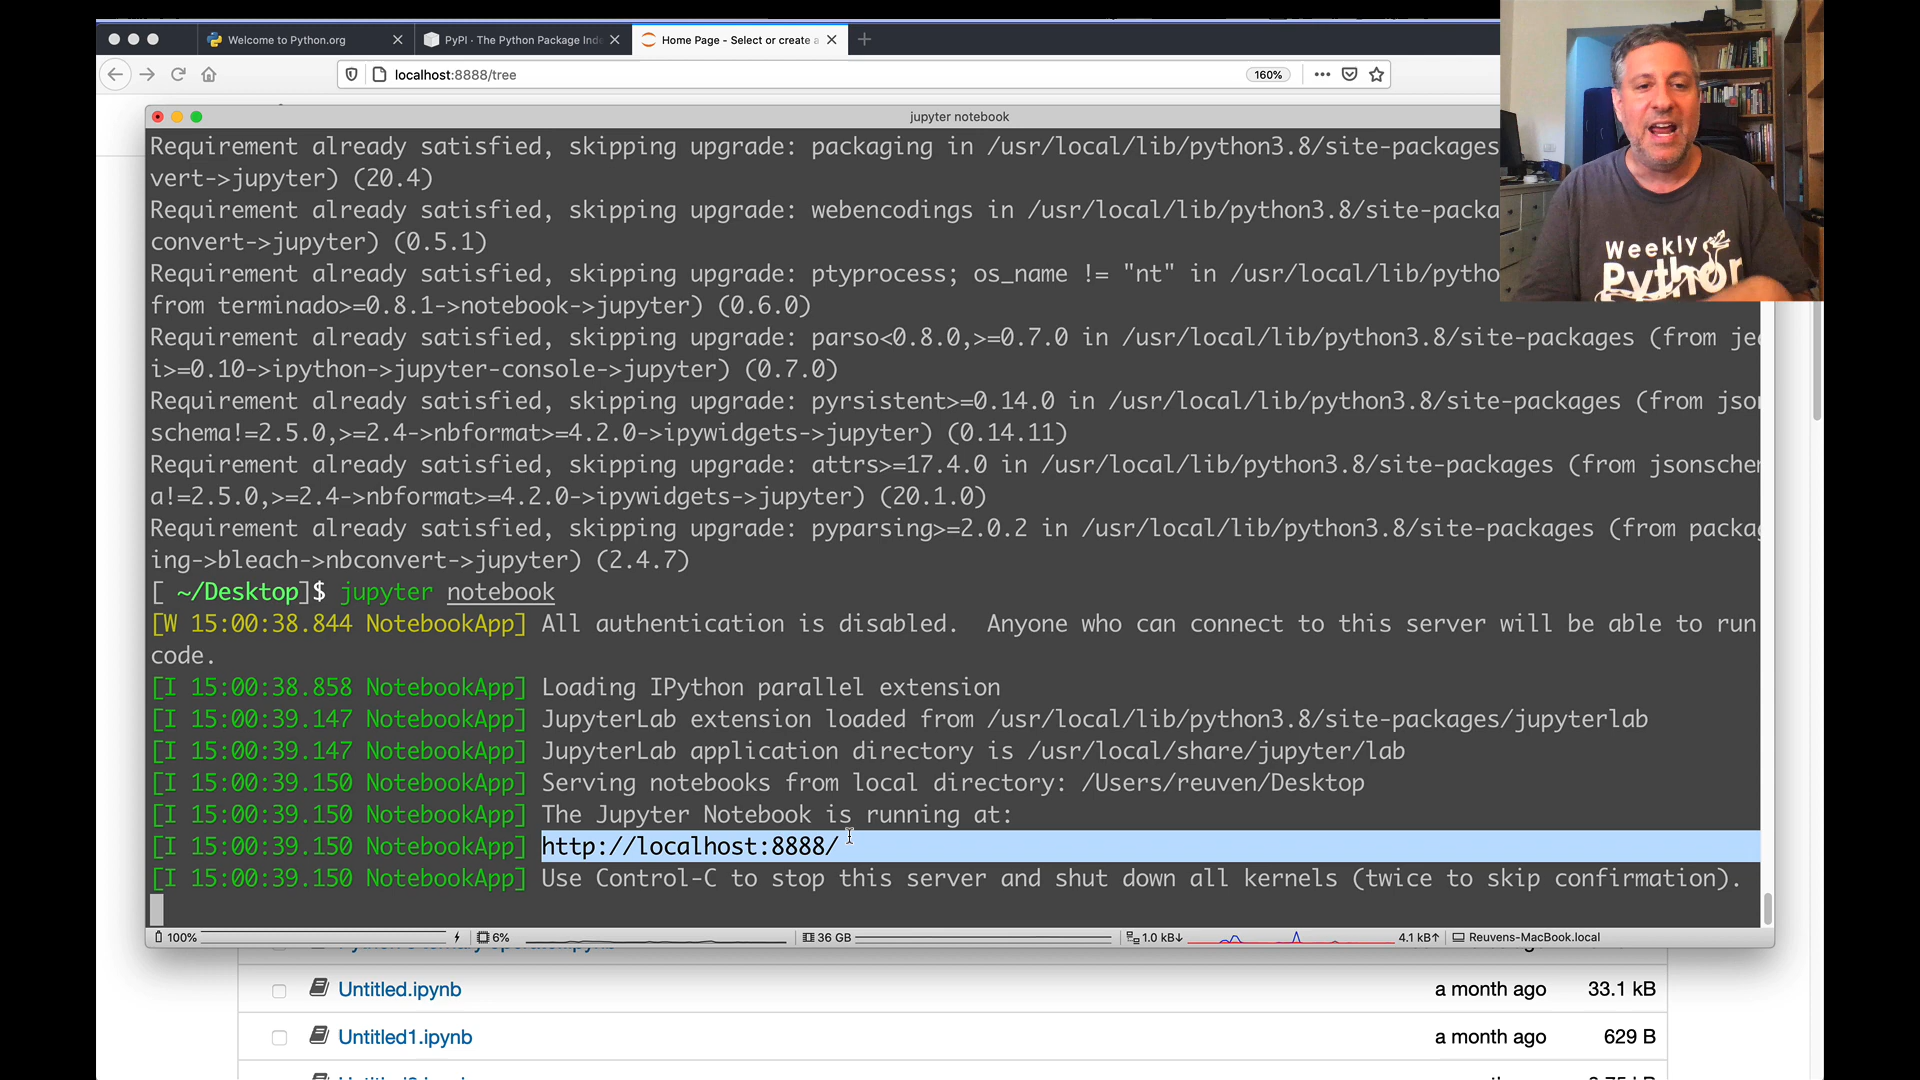 Welcome to Python.org
PyPI · The Python Package Inde
Home Page - Select or create a
localhost:8888/tree
160%
jupyter notebook
Requirement already satisfied, skipping upgrade: packaging in /usr/local/lib/python3.8/site-packages
vert->jupyter) (20.4)
Requirement already satisfied, skipping upgrade: webencodings in /usr/local/lib/python3.8/site-packa
convert->jupyter) (0.5.1)
Requirement already satisfied, skipping upgrade: ptyprocess; os_name != "nt" in /usr/local/lib/pytho
from terminado>=0.8.1->notebook->jupyter) (0.6.0)
Requirement already satisfied, skipping upgrade: parso<0.8.0,>=0.7.0 in /usr/local/lib/python3.8/site-packages (from jed
i>=0.10->ipython->jupyter-console->jupyter) (0.7.0)
Requirement already satisfied, skipping upgrade: pyrsistent>=0.14.0 in /usr/local/lib/python3.8/site-packages (from json
schema!=2.5.0,>=2.4->nbformat>=4.2.0->ipywidgets->jupyter) (0.14.11)
Requirement already satisfied, skipping upgrade: attrs>=17.4.0 in /usr/local/lib/python3.8/site-packages (from jsonschem
a!=2.5.0,>=2.4->nbformat>=4.2.0->ipywidgets->jupyter) (20.1.0)
Requirement already satisfied, skipping upgrade: pyparsing>=2.0.2 in /usr/local/lib/python3.8/site-packages (from packag
ing->bleach->nbconvert->jupyter) (2.4.7)
[ ~/Desktop]$ jupyter notebook
[W 15:00:38.844 NotebookApp] All authentication is disabled.  Anyone who can connect to this server will be able to run
code.
[I 15:00:38.858 NotebookApp] Loading IPython parallel extension
[I 15:00:39.147 NotebookApp] JupyterLab extension loaded from /usr/local/lib/python3.8/site-packages/jupyterlab
[I 15:00:39.147 NotebookApp] JupyterLab application directory is /usr/local/share/jupyter/lab
[I 15:00:39.150 NotebookApp] Serving notebooks from local directory: /Users/reuven/Desktop
[I 15:00:39.150 NotebookApp] The Jupyter Notebook is running at:
[I 15:00:39.150 NotebookApp] http://localhost:8888/
[I 15:00:39.150 NotebookApp] Use Control-C to stop this server and shut down all kernels (twice to skip confirmation).
100% 6% 36 GB 1.0 kB↓ 4.1 kB↑ Reuvens-MacBook.local
Untitled.ipynb a month ago 33.1 kB
Untitled1.ipynb a month ago 629 B
Weekly
Python